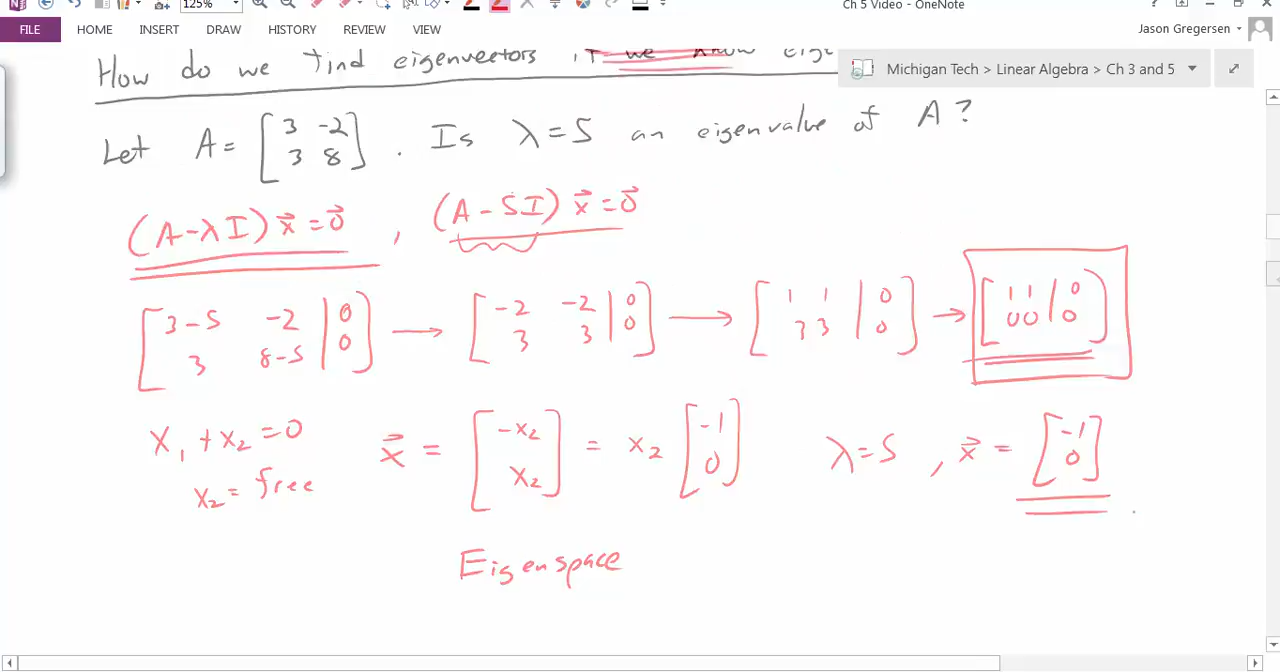 125%
Ch 5 Video - OneNote
FILE HOME INSERT DRAW HISTORY REVIEW VIEW
Jason Gregersen
How do we find eigenvectors if we know eig
Michigan Tech > Linear Algebra > Ch 3 and 5
Let A = [3 -2; 3 8]. Is λ=5 an eigenvalue of A?
(A-λI)x⃗ = 0⃗, (A-5I)x⃗ = 0⃗
[3-5 -2 | 0; 3 8-5 | 0] → [-2 -2 | 0; 3 3 | 0] → [1 1 | 0; 3 3 | 0] → [1 1 | 0; 0 0 | 0]
x₁ + x₂ = 0
x₂ = free
x⃗ = [-x₂; x₂] = x₂ [-1; 0]
λ=5, x⃗ = [-1; 0]
Eigenspace